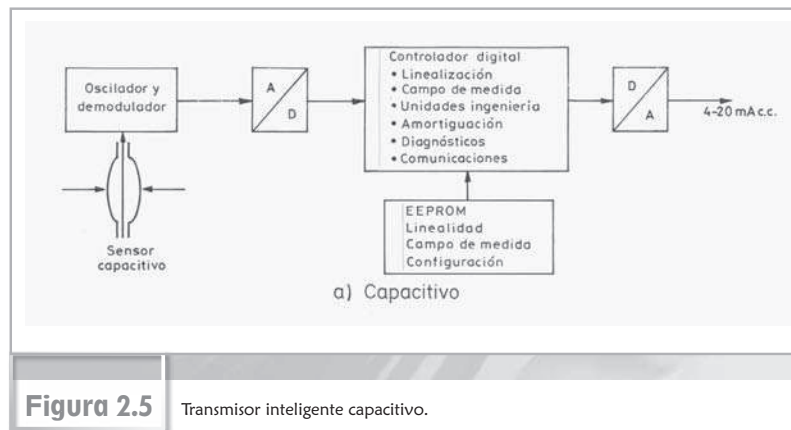 Oscilador y
demodulador
A
D
Controlador digital
• Linealización
• Campo de medida
• Unidades ingeniería
• Amortiguación
• Diagnósticos
• Comunicaciones
D
A
4-20 mA c.c.
Sensor
capacitivo
EEPROM
Linealidad
Campo de medida
Configuración
a) Capacitivo
Figura 2.5
Transmisor inteligente capacitivo.